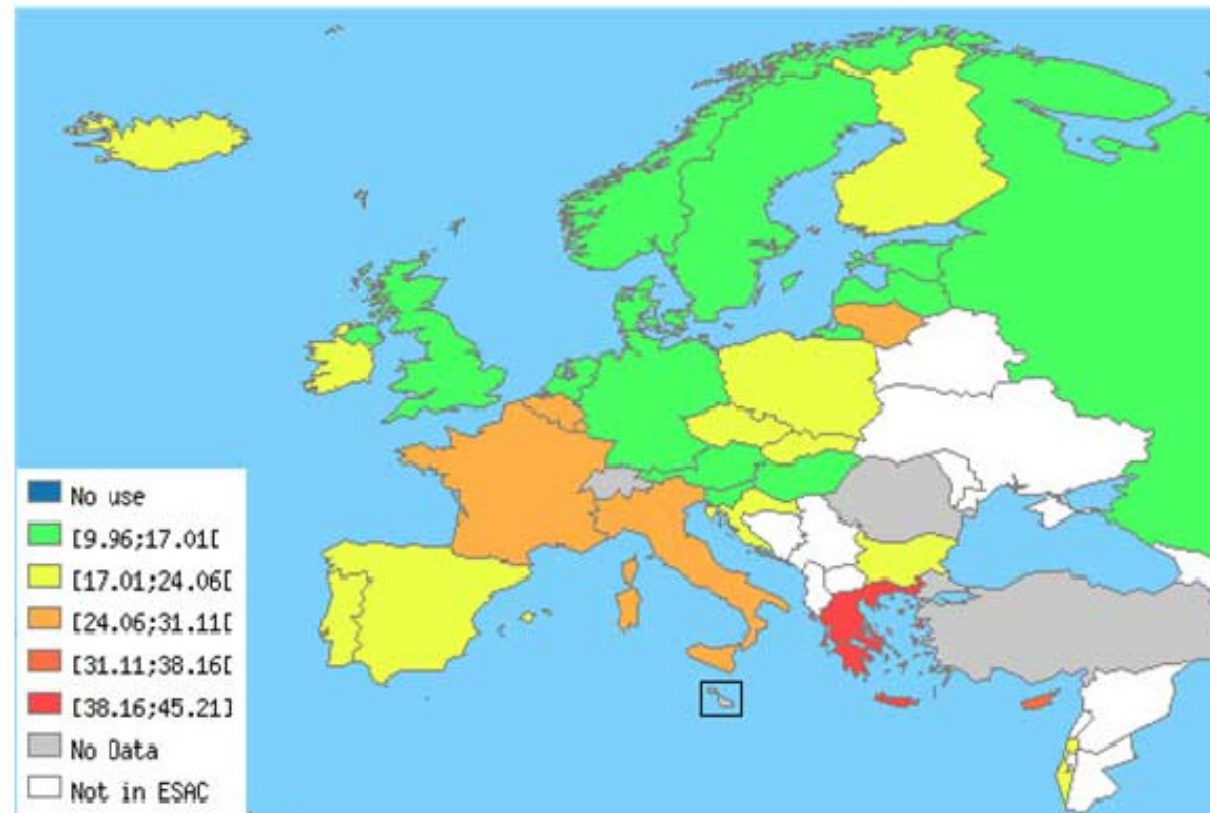 No use
[9.96;17.01[
[17.01;24.06[
[24.06;31.11[
[31.11;38.16[
[38.16;45.21]
No Data
Not in ESAC